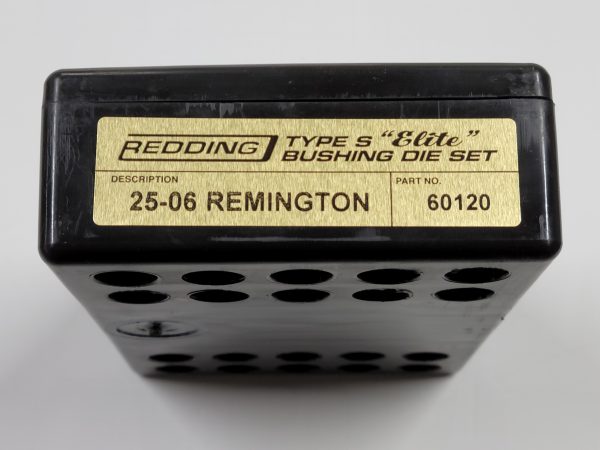 REDDING TYPE S "Elite"
BUSHING DIE SET
DESCRIPTION PART NO.
25-06 REMINGTON 60120